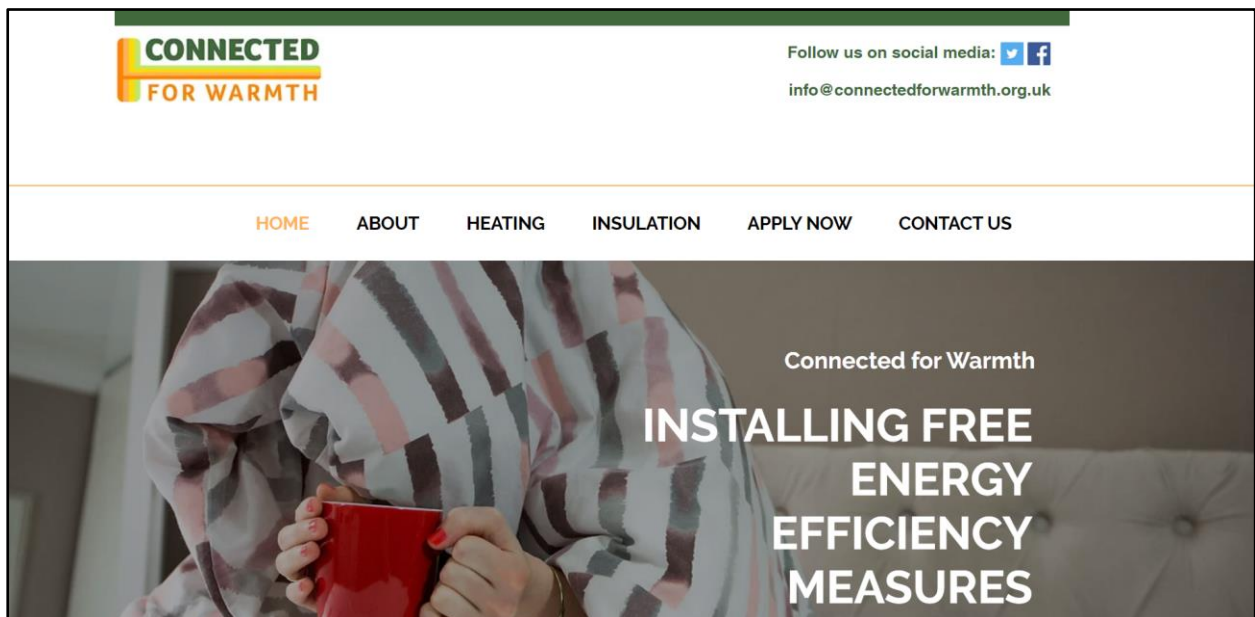 CONNECTED
FOR WARMTH
Follow us on social media:
info@connectedforwarmth.org.uk
HOME ABOUT HEATING INSULATION APPLY NOW CONTACT US
Connected for Warmth
INSTALLING FREE
ENERGY
EFFICIENCY
MEASURES